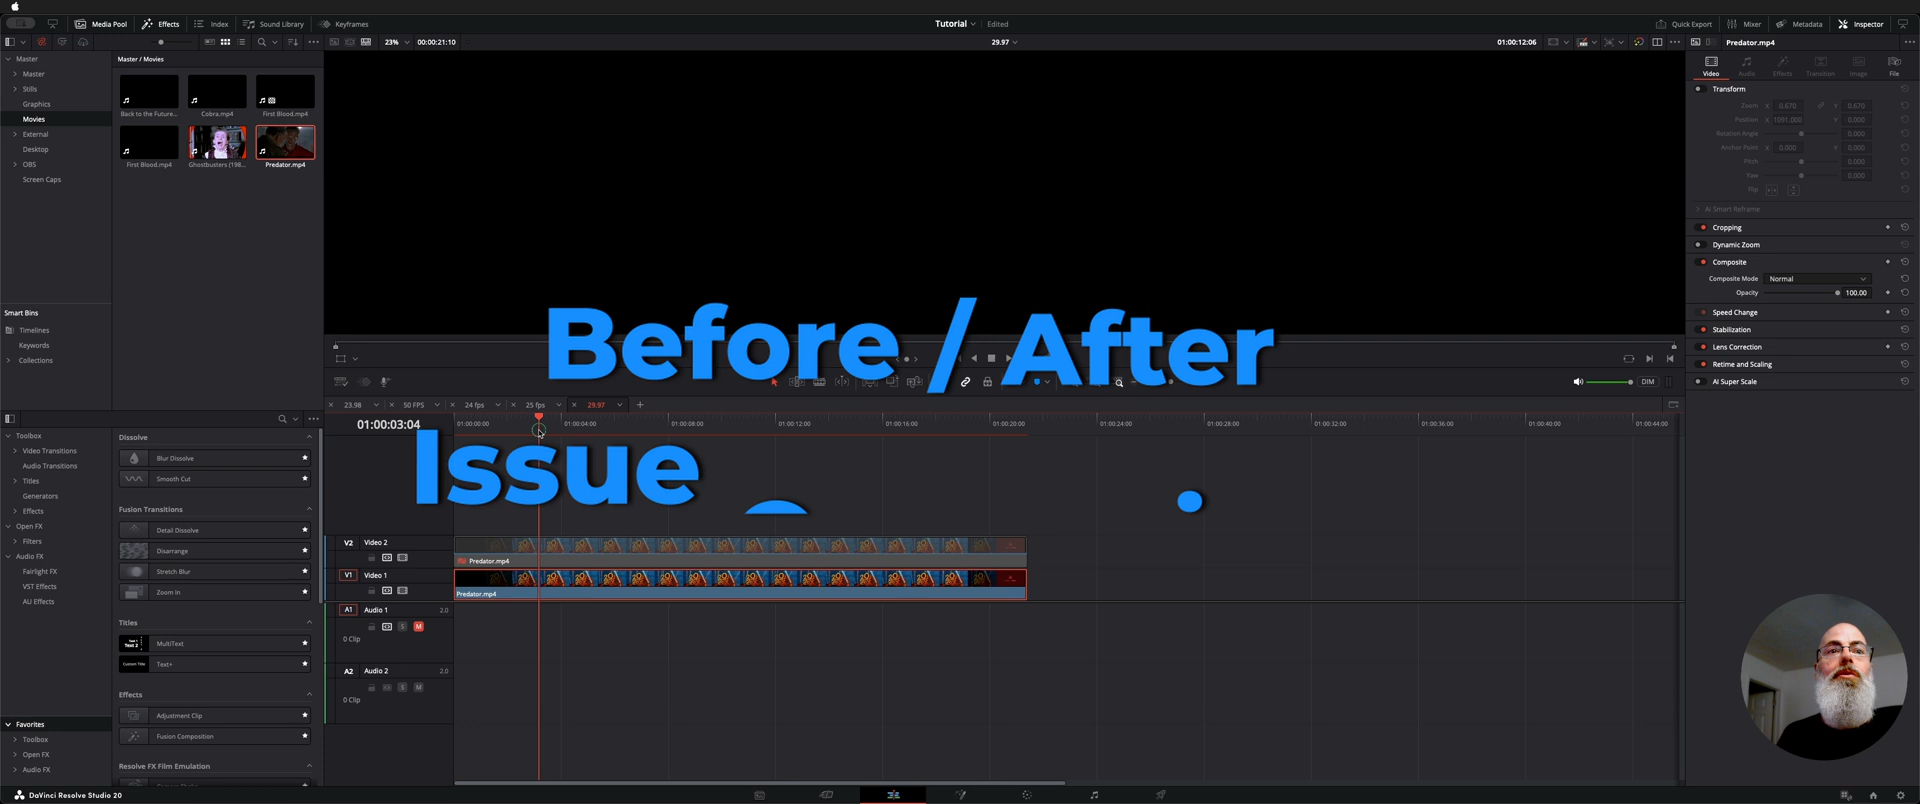 Media Pool
Effects
Index
Sound Library
Keyframes
Tutorial
Edited
Quick Export
Mixer
Metadata
Inspector
23%
00:00:21:10
29.97
01:00:12:06
Predator.mp4
Master
Master
Stills
Graphics
Movies
External
Desktop
OBS
Screen Caps
Master / Movies
Back to the Future...
Cobra.mp4
First Blood.mp4
First Blood.mp4
Ghostbusters (198...
Predator.mp4
Smart Bins
Timelines
Keywords
Collections
Video
Audio
Effects
Transition
Image
File
Transform
Zoom X 0.670 Y 0.670
Position X 1091.000 Y 0.000
Rotation Angle 0.000
Anchor Point X 0.000 Y 0.000
Pitch 0.000
Yaw 0.000
Flip
AI Smart Reframe
Cropping
Dynamic Zoom
Composite
Composite Mode Normal
Opacity 100.00
Speed Change
Stabilization
Lens Correction
Retime and Scaling
AI Super Scale
Before / After
Issue
DIM
23.98
50 FPS
24 fps
25 fps
29.97
01:00:03:04
01:00:00:00
01:00:04:00
01:00:08:00
01:00:12:00
01:00:16:00
01:00:20:00
01:00:24:00
01:00:28:00
01:00:32:00
01:00:36:00
01:00:40:00
01:00:44:00
V2 Video 2
Predator.mp4
V1 Video 1
Predator.mp4
A1 Audio 1 2.0
S M
0 Clip
A2 Audio 2 2.0
S M
0 Clip
Toolbox
Video Transitions
Audio Transitions
Titles
Generators
Effects
Open FX
Filters
Audio FX
Fairlight FX
VST Effects
AU Effects
Favorites
Toolbox
Open FX
Audio FX
Dissolve
Blur Dissolve
Smooth Cut
Fusion Transitions
Detail Dissolve
Disarrange
Stretch Blur
Zoom In
Titles
Text 1
Text 2
MultiText
Custom Title
Text+
Effects
Adjustment Clip
Fusion Composition
Resolve FX Film Emulation
DaVinci Resolve Studio 20